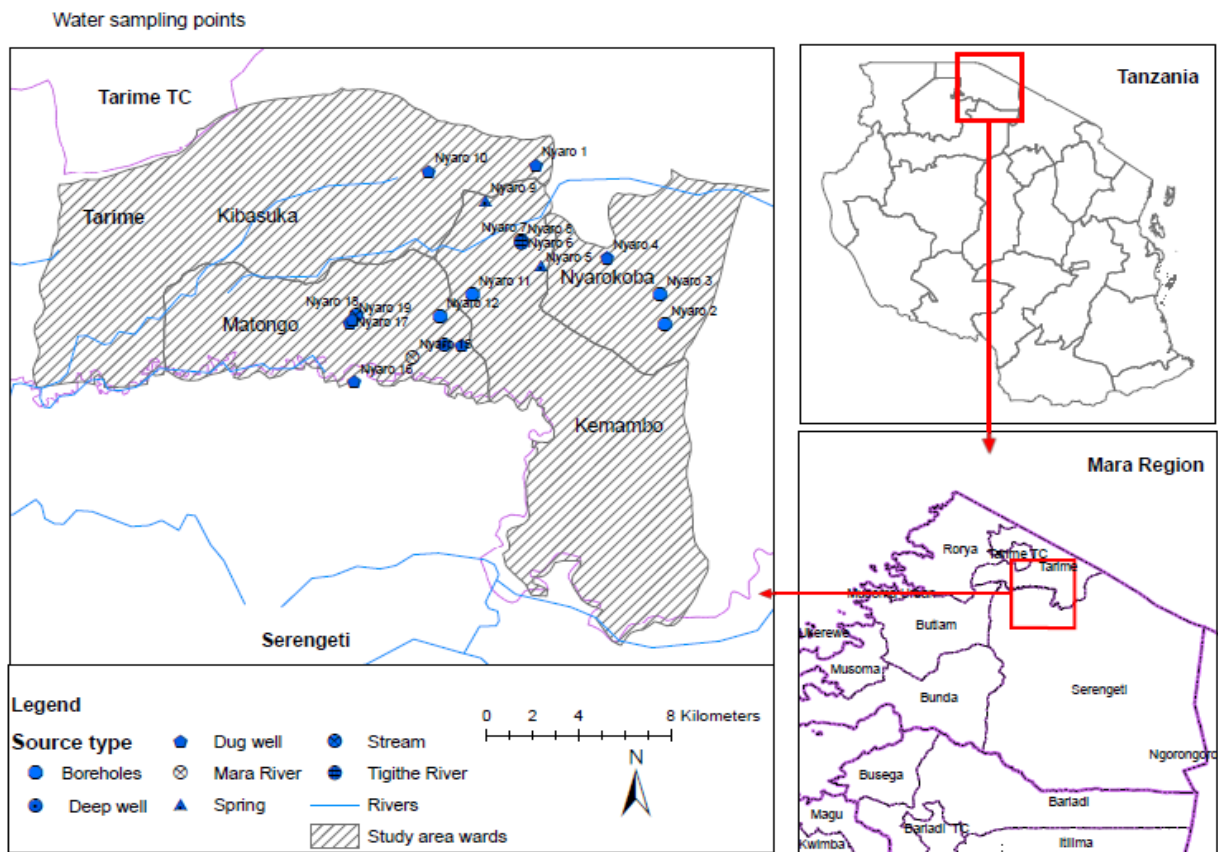 Water sampling points
Tarime TC
Nyaro 10
Nyaro 1
Nyaro 9
Tarime
Kibasuka
Nyaro 7
Nyaro 8
Nyaro 6
Nyaro 4
Nyaro 5
Nyarokoba
Nyaro 3
Nyaro 11
Nyaro 2
Nyaro 18
Nyaro 19
Nyaro 12
Matongo
Nyaro 17
Nyaro 16
Kemambo
Serengeti
Legend
Source type
Boreholes
Deep well
Dug well
Mara River
Spring
Stream
Tigithe River
Rivers
Study area wards
0 2 4 8 Kilometers
N
Tanzania
Mara Region
Rorya
Tarime TC
Tarime
Butiam
Musoma
Bunda
Serengeti
Ngorongoro
Busega
Bariadi
Magu
Bariadi TC
Kwimba
Itilima